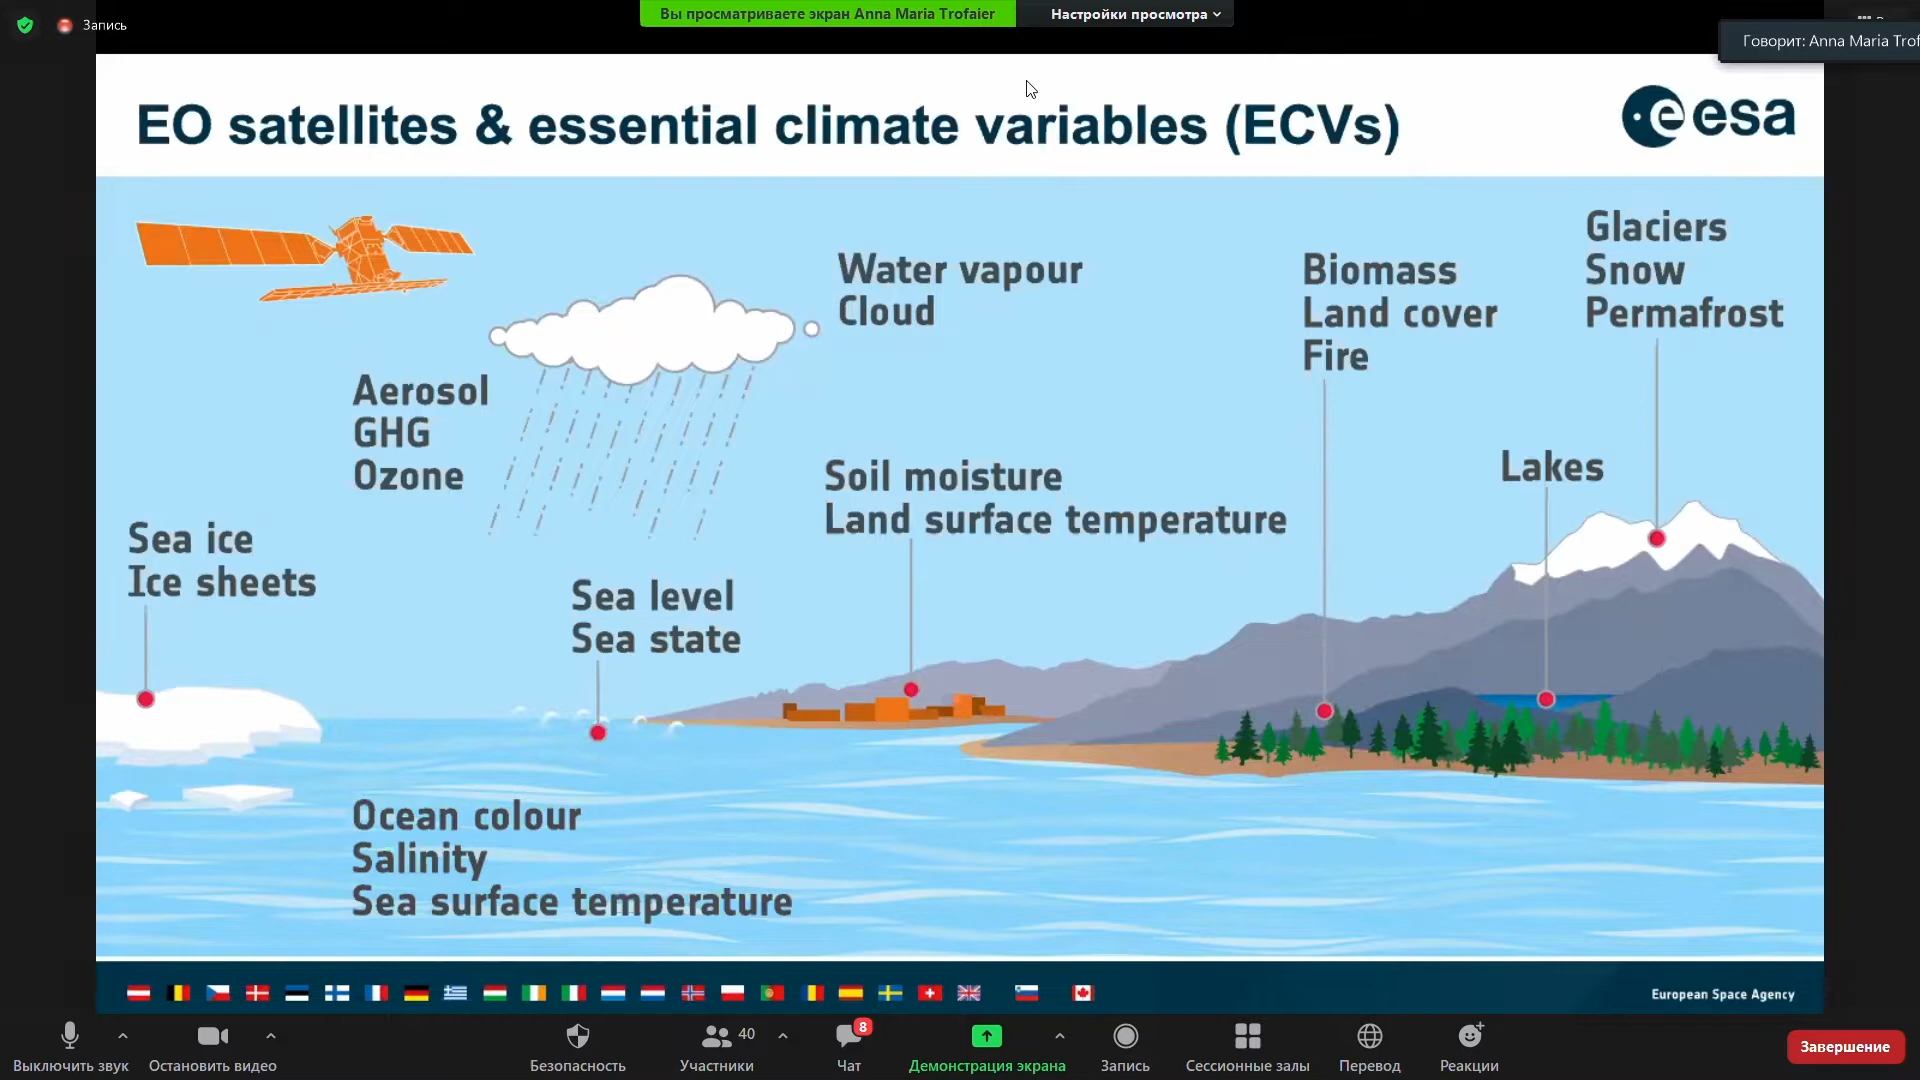 Запись
Вы просматриваете экран Anna Maria Trofaier
Настройки просмотра
Говорит: Anna Maria Trof
EO satellites & essential climate variables (ECVs)
esa
Glaciers
Snow
Permafrost
Water vapour
Cloud
Biomass
Land cover
Fire
Aerosol
GHG
Ozone
Soil moisture
Land surface temperature
Lakes
Sea ice
Ice sheets
Sea level
Sea state
Ocean colour
Salinity
Sea surface temperature
European Space Agency
40
8
Выключить звук
Остановить видео
Безопасность
Участники
Чат
Демонстрация экрана
Запись
Сессионные залы
Перевод
Реакции
Завершение